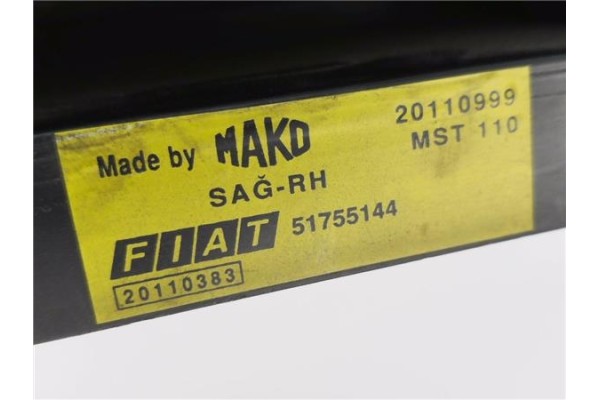 Made by MAKO
20110999
MST 110
SAĞ-RH
FIAT 51755144
20110383